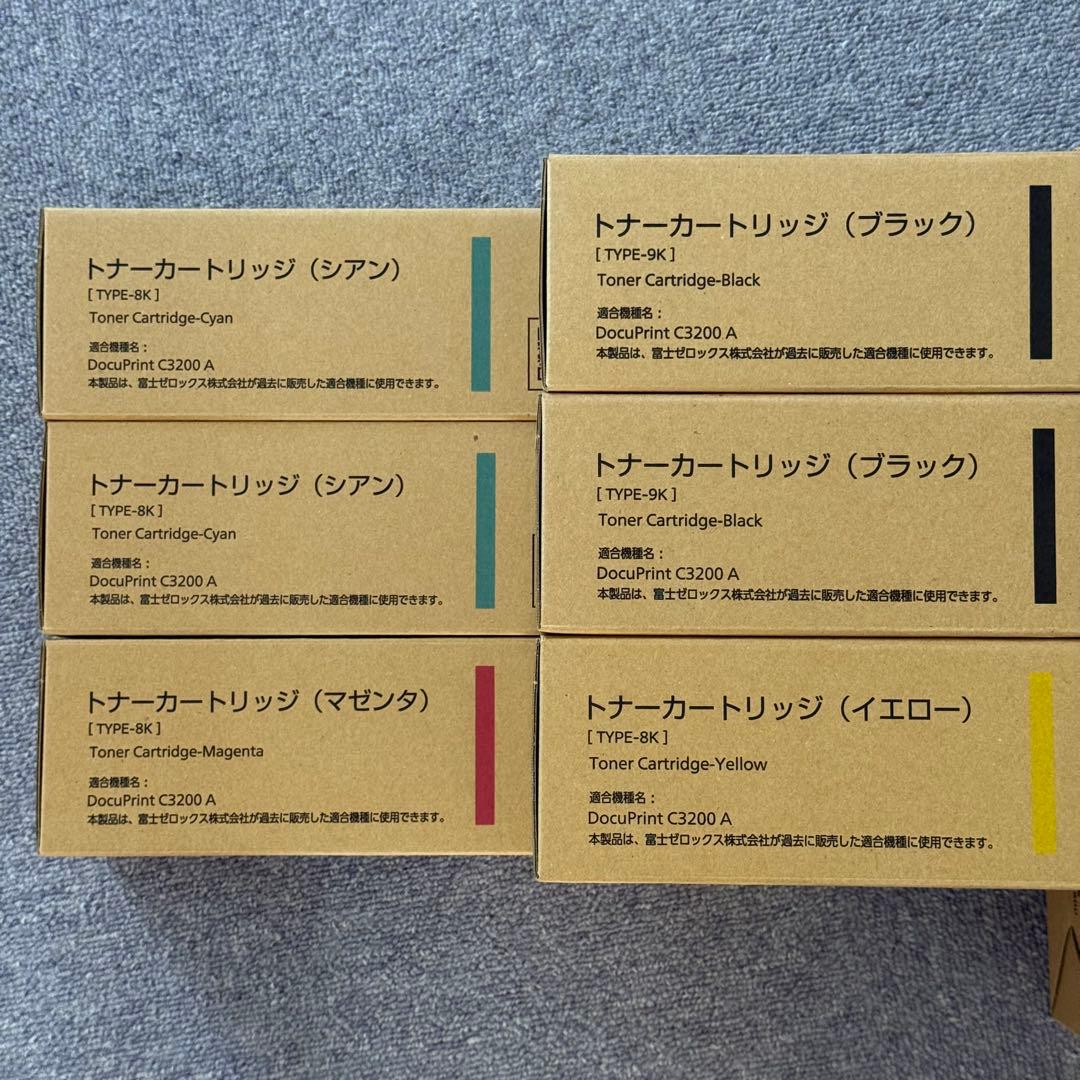 トナーカートリッジ（シアン）
[ TYPE-8K ]
Toner Cartridge-Cyan
適合機種名：
DocuPrint C3200 A
本製品は、富士ゼロックス株式会社が過去に販売した適合機種に使用できます。
トナーカートリッジ（シアン）
[ TYPE-8K ]
Toner Cartridge-Cyan
適合機種名：
DocuPrint C3200 A
本製品は、富士ゼロックス株式会社が過去に販売した適合機種に使用できます。
トナーカートリッジ（マゼンタ）
[ TYPE-8K ]
Toner Cartridge-Magenta
適合機種名：
DocuPrint C3200 A
本製品は、富士ゼロックス株式会社が過去に販売した適合機種に使用できます。
トナーカートリッジ（ブラック）
[ TYPE-9K ]
Toner Cartridge-Black
適合機種名：
DocuPrint C3200 A
本製品は、富士ゼロックス株式会社が過去に販売した適合機種に使用できます。
トナーカートリッジ（ブラック）
[ TYPE-9K ]
Toner Cartridge-Black
適合機種名：
DocuPrint C3200 A
本製品は、富士ゼロックス株式会社が過去に販売した適合機種に使用できます。
トナーカートリッジ（イエロー）
[ TYPE-8K ]
Toner Cartridge-Yellow
適合機種名：
DocuPrint C3200 A
本製品は、富士ゼロックス株式会社が過去に販売した適合機種に使用できます。